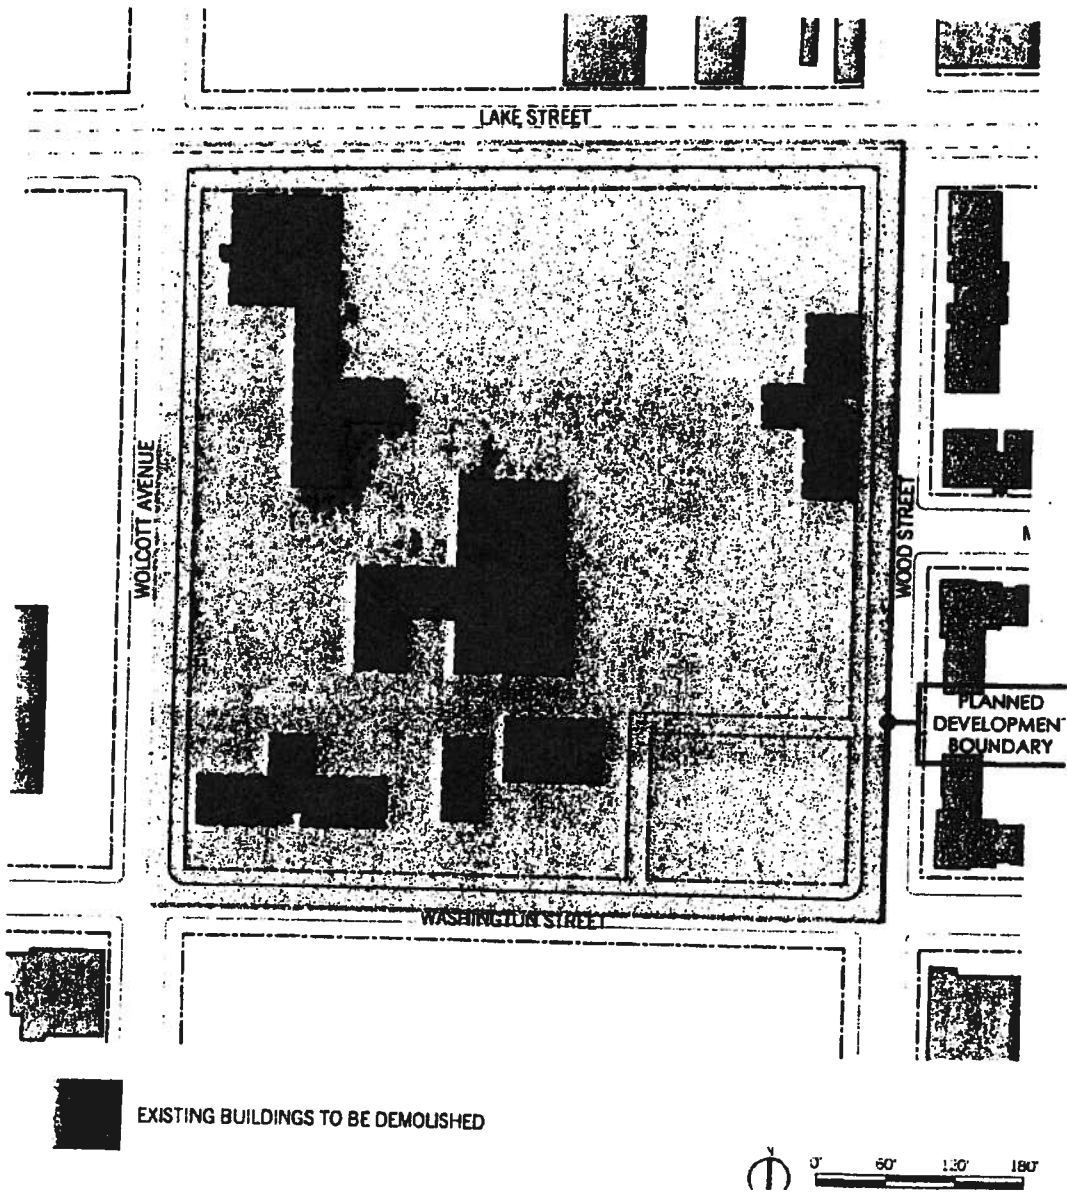 LAKE STREET
WOLCOTT AVENUE
WOOD STREET
PLANNED
DEVELOPMENT
BOUNDARY
WASHINGTON STREET
EXISTING BUILDINGS TO BE DEMOLISHED
N
0' 60' 120' 180'